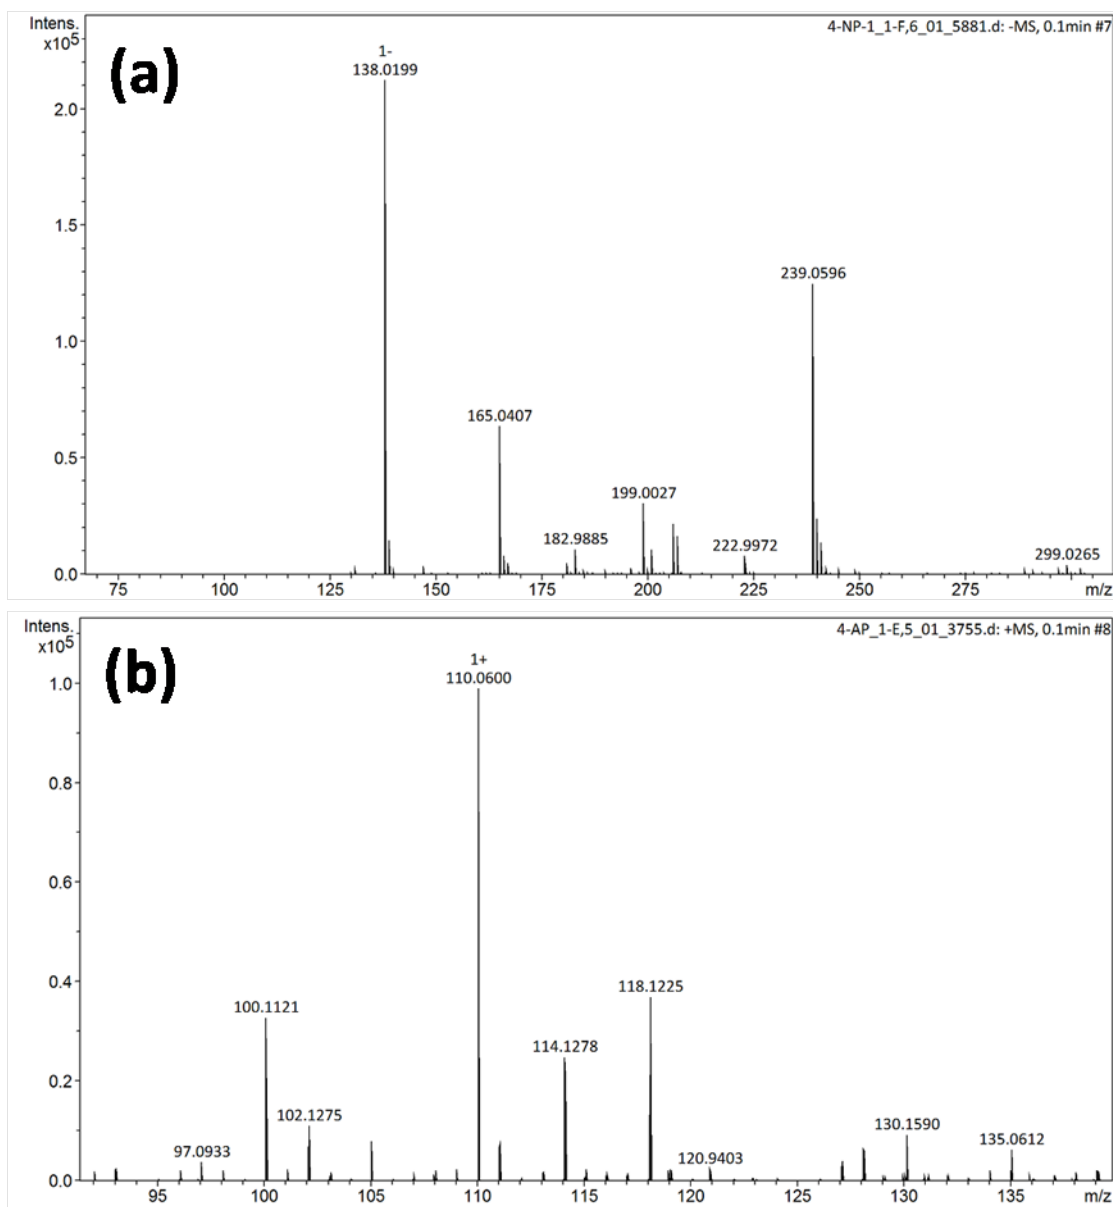 Intens.
x10⁵
4-NP-1_1-F,6_01_5881.d: -MS, 0.1min #7
(a)
1-
138.0199
2.0
239.0596
1.5
1.0
165.0407
0.5
199.0027
182.9885
222.9972
299.0265
0.0
75 100 125 150 175 200 225 250 275 m/z
Intens.
x10⁵
4-AP_1-E,5_01_3755.d: +MS, 0.1min #8
(b)
1+
110.0600
1.0
0.8
0.6
0.4
118.1225
100.1121
114.1278
0.2
102.1275
130.1590
97.0933
120.9403
135.0612
0.0
95 100 105 110 115 120 125 130 135 m/z